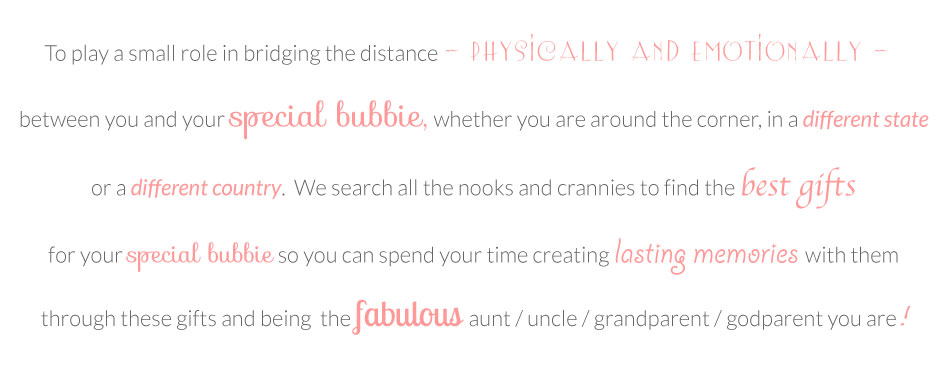 To play a small role in bridging the distance – PHYSICALLY AND EMOTIONALLY –
between you and your special bubbie, whether you are around the corner, in a different state
or a different country.  We search all the nooks and crannies to find the best gifts
for your special bubbie so you can spend your time creating lasting memories with them
through these gifts and being  the fabulous aunt / uncle / grandparent / godparent you are !